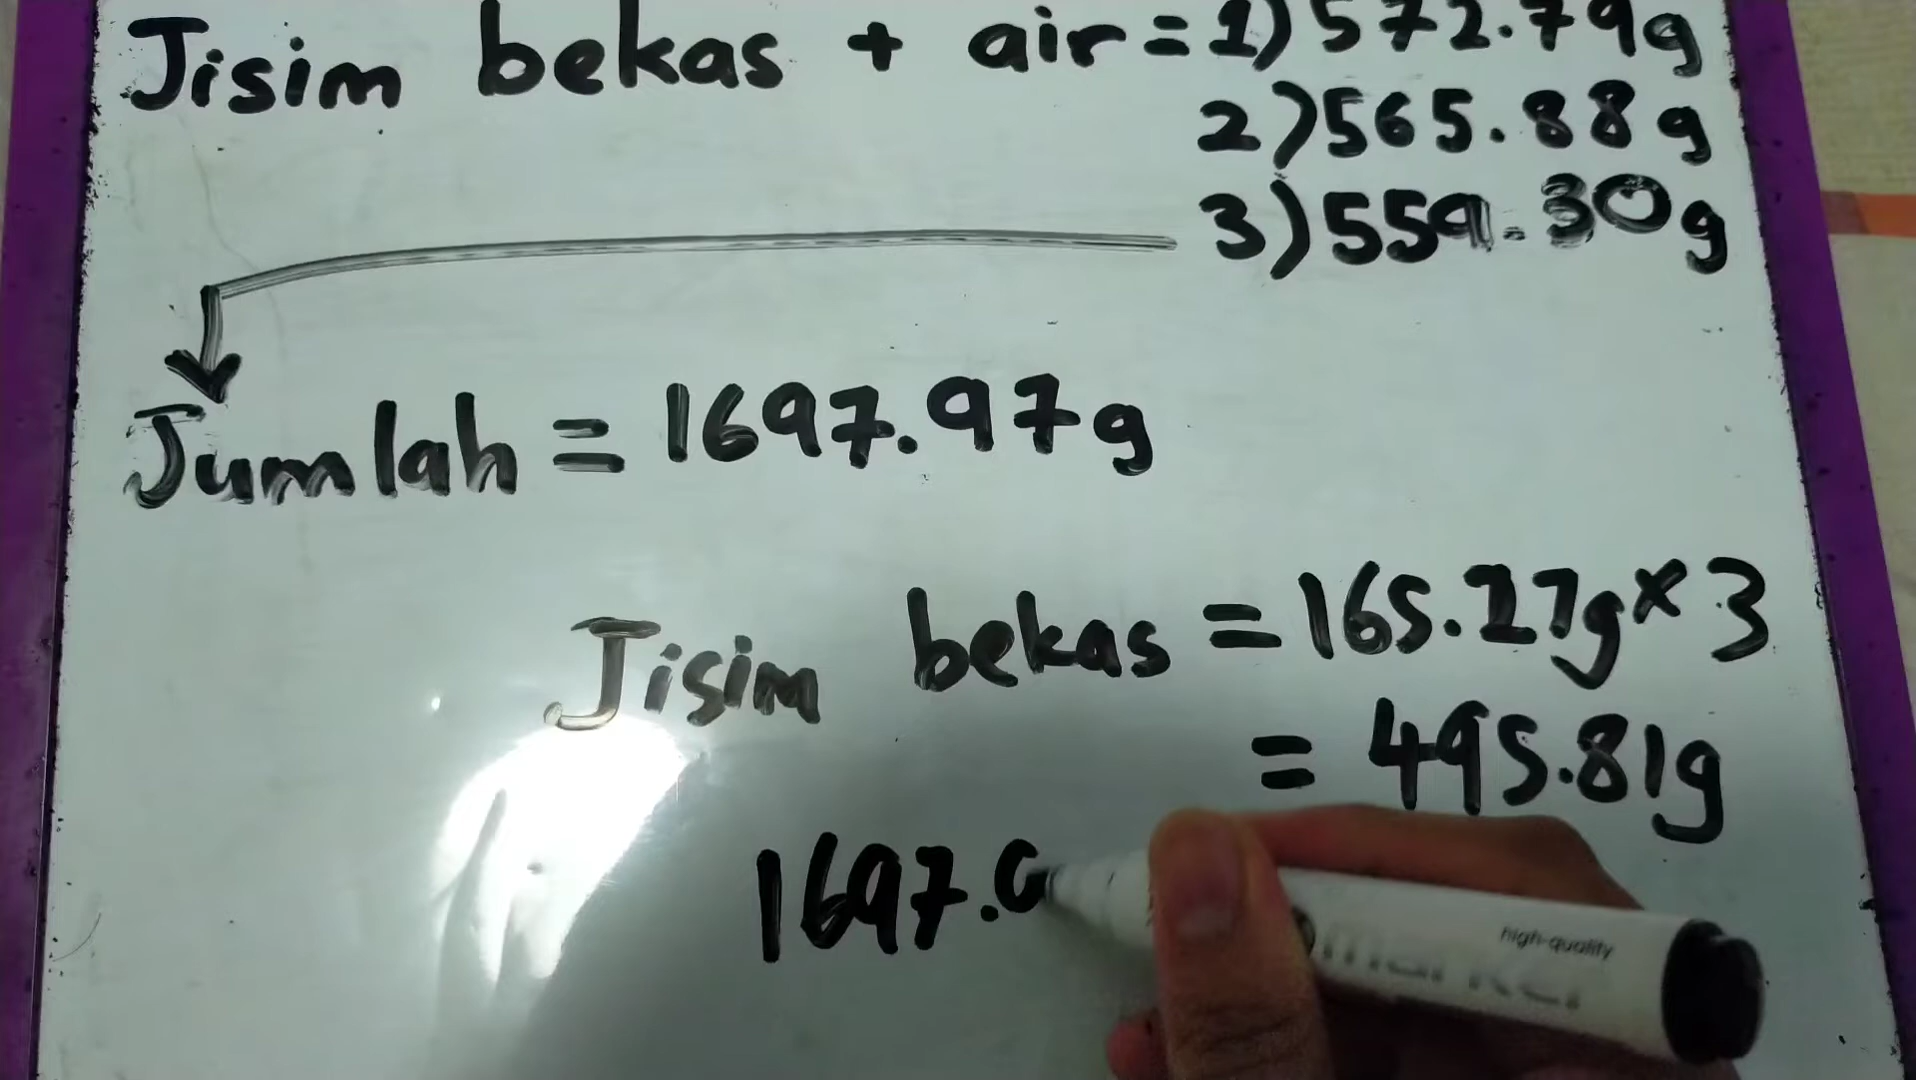 Jisim bekas + air = 1) 572.79g
2) 565.88g
3) 559.30g
Jumlah = 1697.97g
Jisim bekas = 165.27g × 3
= 495.81g
1697.9
high-quality